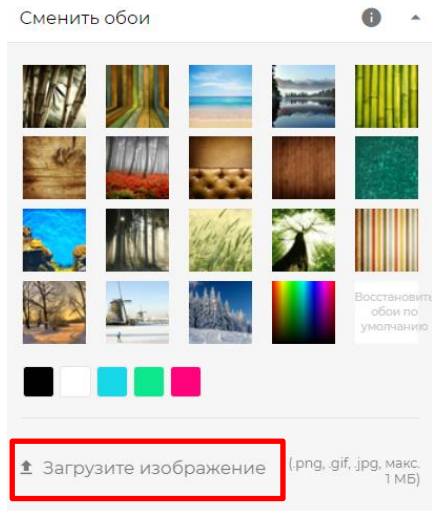 Сменить обои
Восстановить
обои по
умолчанию
Загрузите изображение
(.png, .gif, .jpg, макс.
1 МБ)